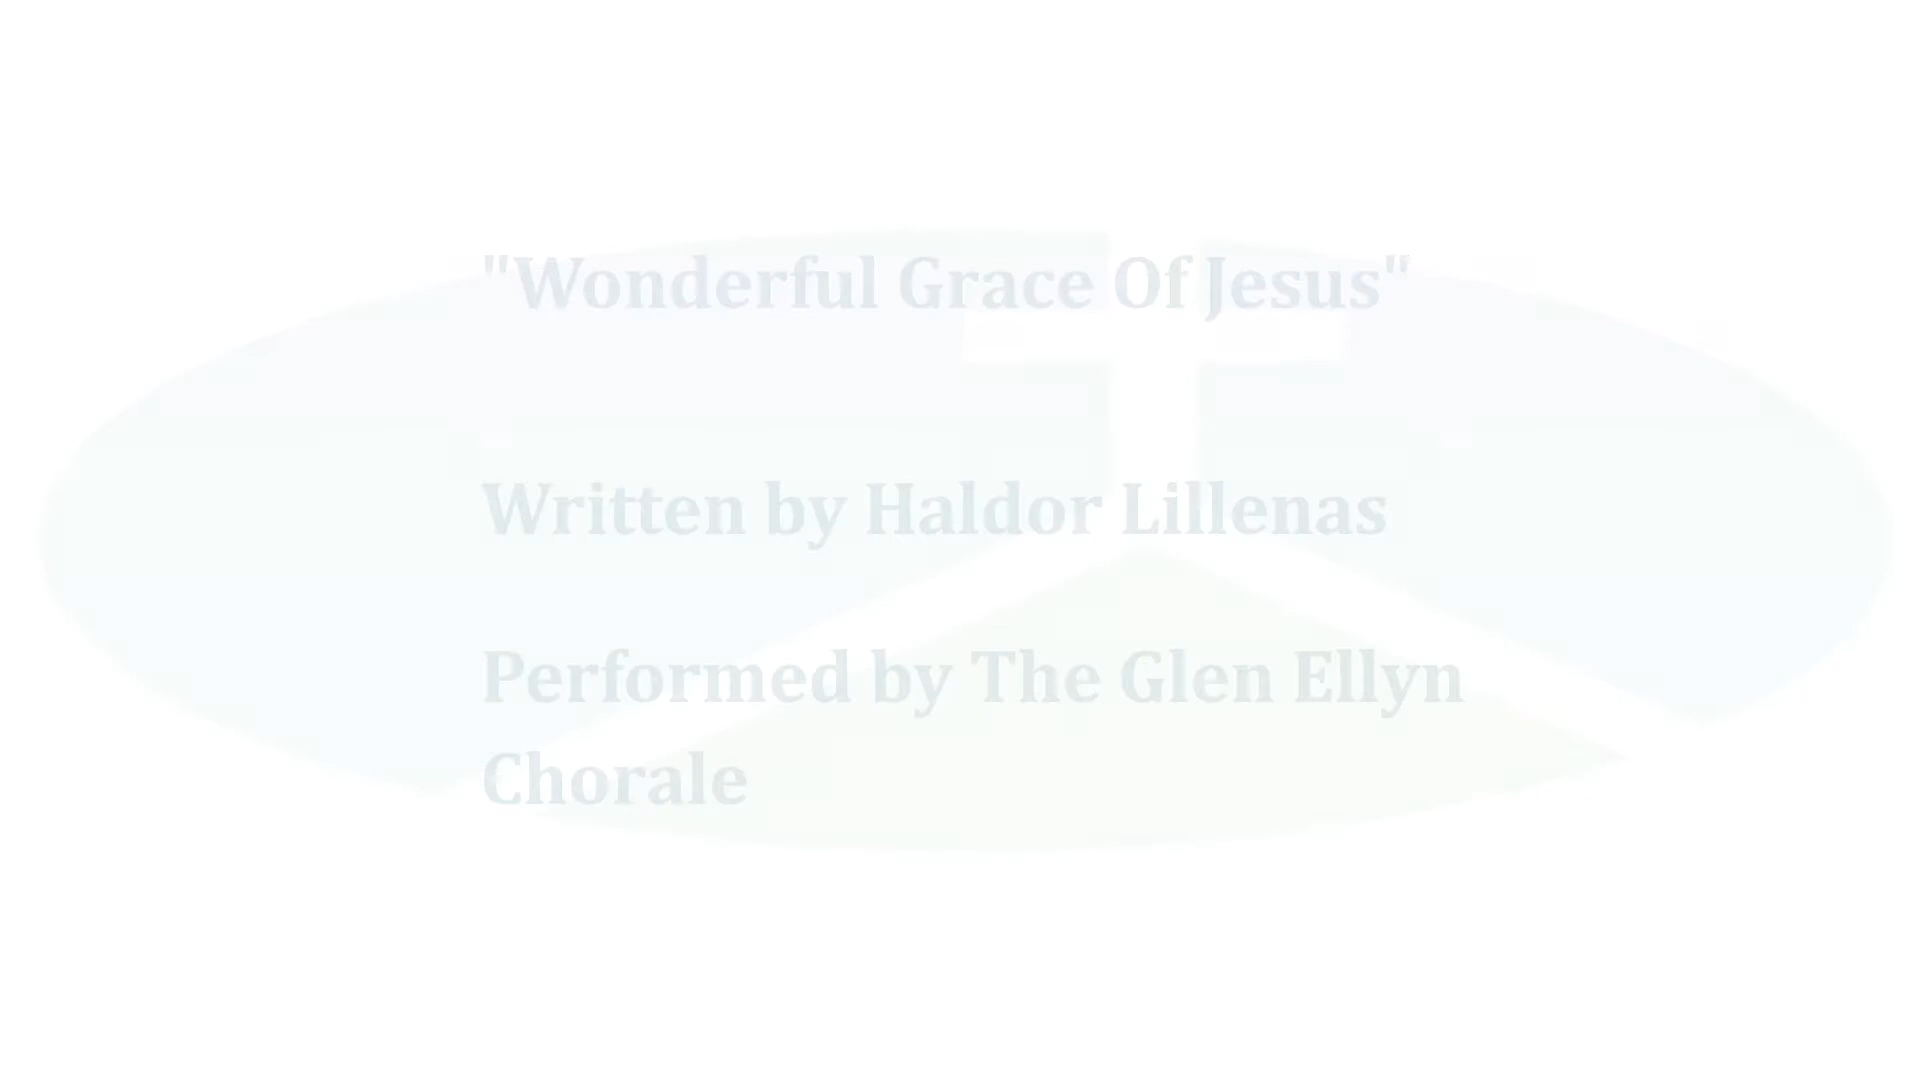 "Wonderful Grace Of Jesus"
Written by Haldor Lillenas
Performed by The Glen Ellyn
Chorale